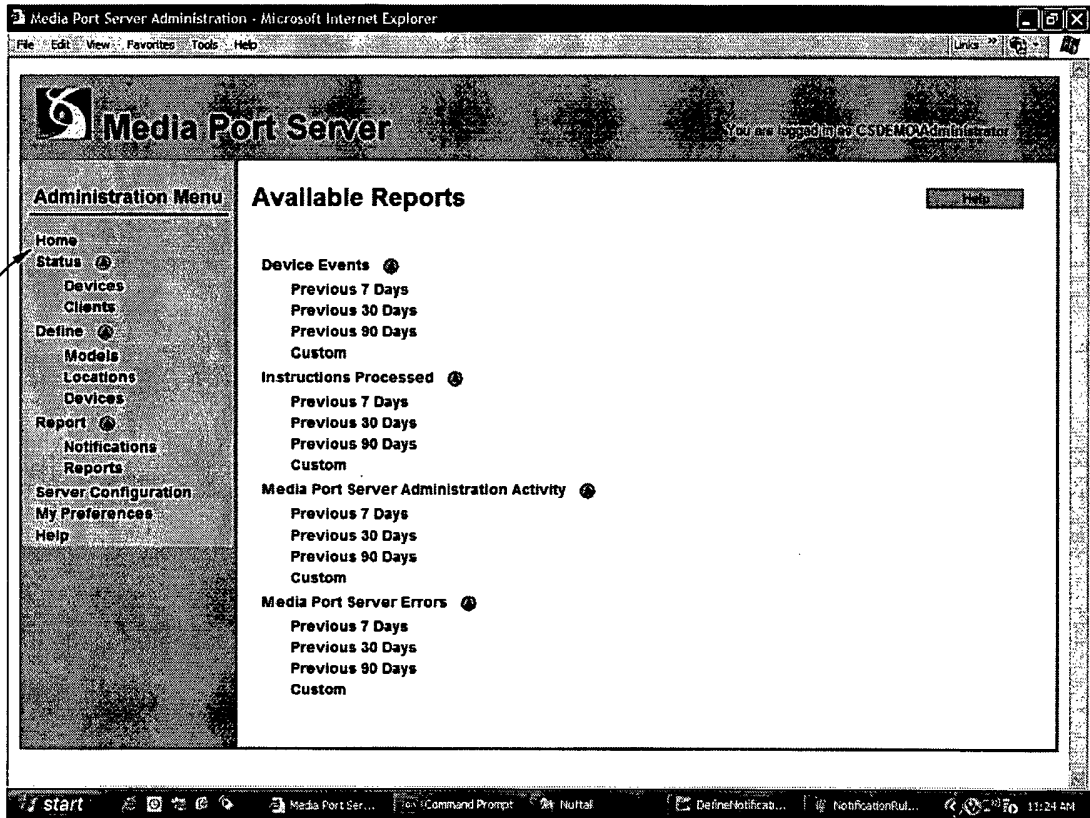 Media Port Server Administration - Microsoft Internet Explorer
File Edit View Favorites Tools Help
Links »
Media Port Server
You are logged in as CSDEMO\Administrator
Administration Menu
Home
Status
Devices
Clients
Define
Models
Locations
Devices
Report
Notifications
Reports
Server Configuration
My Preferences
Help
Available Reports
Help
Device Events
Previous 7 Days
Previous 30 Days
Previous 90 Days
Custom
Instructions Processed
Previous 7 Days
Previous 30 Days
Previous 90 Days
Custom
Media Port Server Administration Activity
Previous 7 Days
Previous 30 Days
Previous 90 Days
Custom
Media Port Server Errors
Previous 7 Days
Previous 30 Days
Previous 90 Days
Custom
start Media Port Ser... Command Prompt Nuttal DefineNotificati... NotificationRul... 11:24 AM